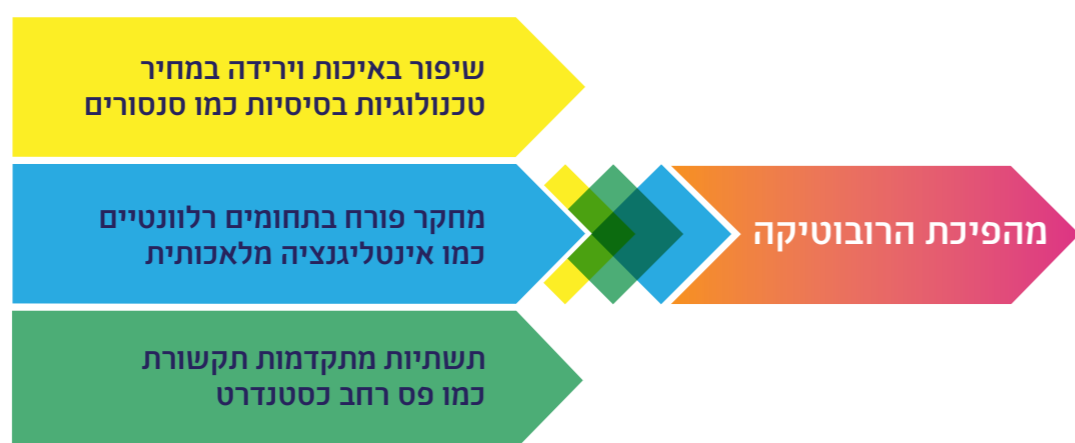 שיפור באיכות וירידה במחיר
טכנולוגיות בסיסיות כמו סנסורים
מחקר פורח בתחומים רלוונטיים
כמו אינטליגנציה מלאכותית
תשתיות מתקדמות תקשורת
כמו פס רחב כסטנדרט
מהפיכת הרובוטיקה